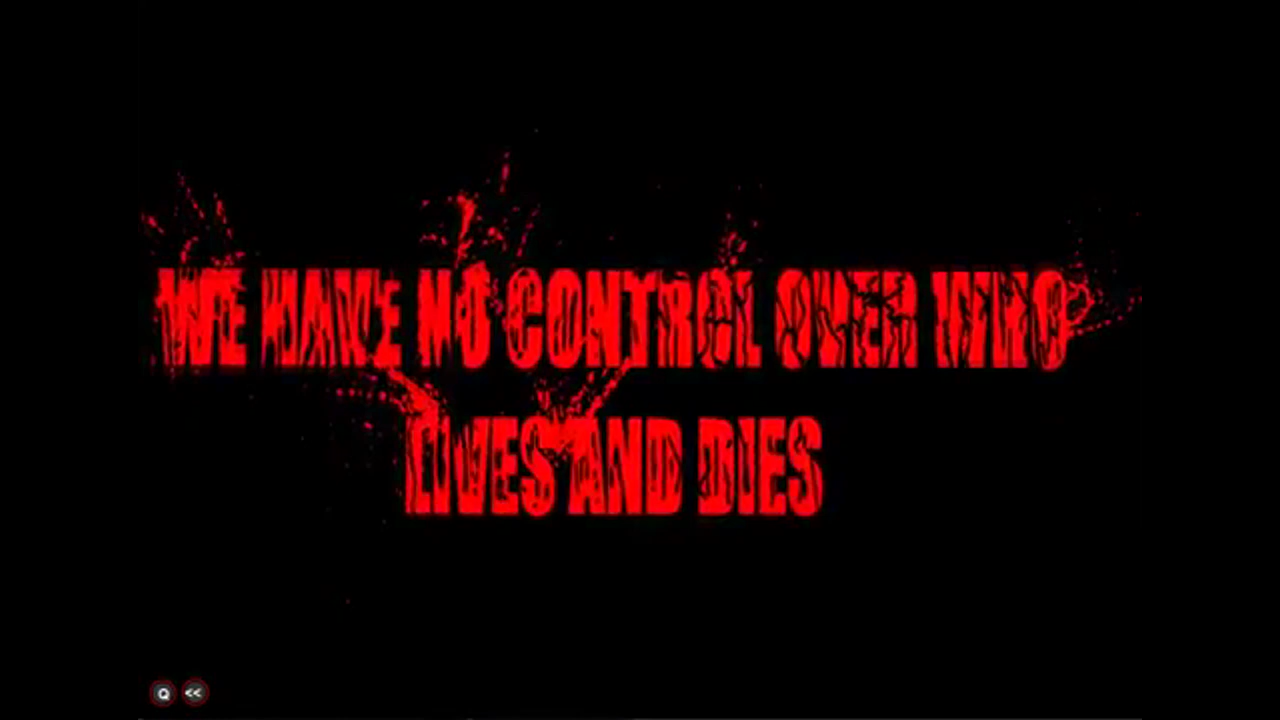 WE HAVE NO CONTROL OVER WHO
LIVES AND DIES
Q <<